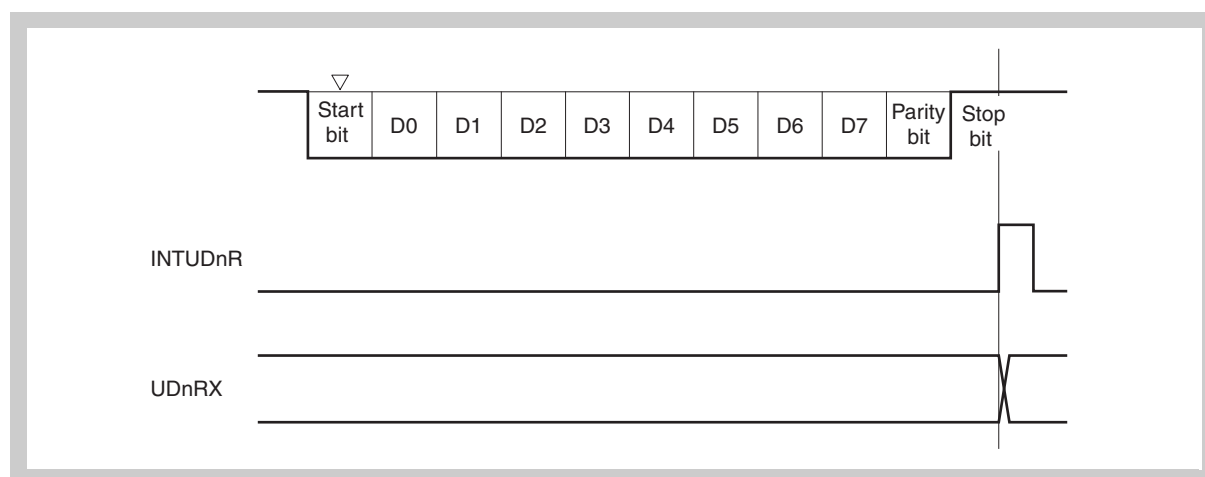 Start
bit
D0
D1
D2
D3
D4
D5
D6
D7
Parity
bit
Stop
bit
INTUDnR
UDnRX